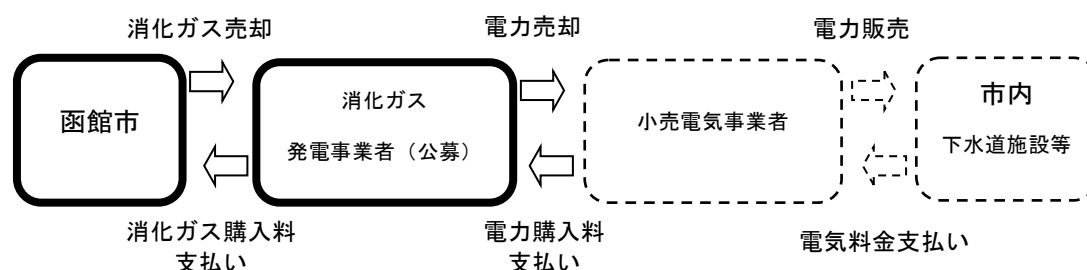 消化ガス売却
電力売却
電力販売
函館市
消化ガス
発電事業者（公募）
小売電気事業者
市内
下水道施設等
消化ガス購入料
支払い
電力購入料
支払い
電気料金支払い